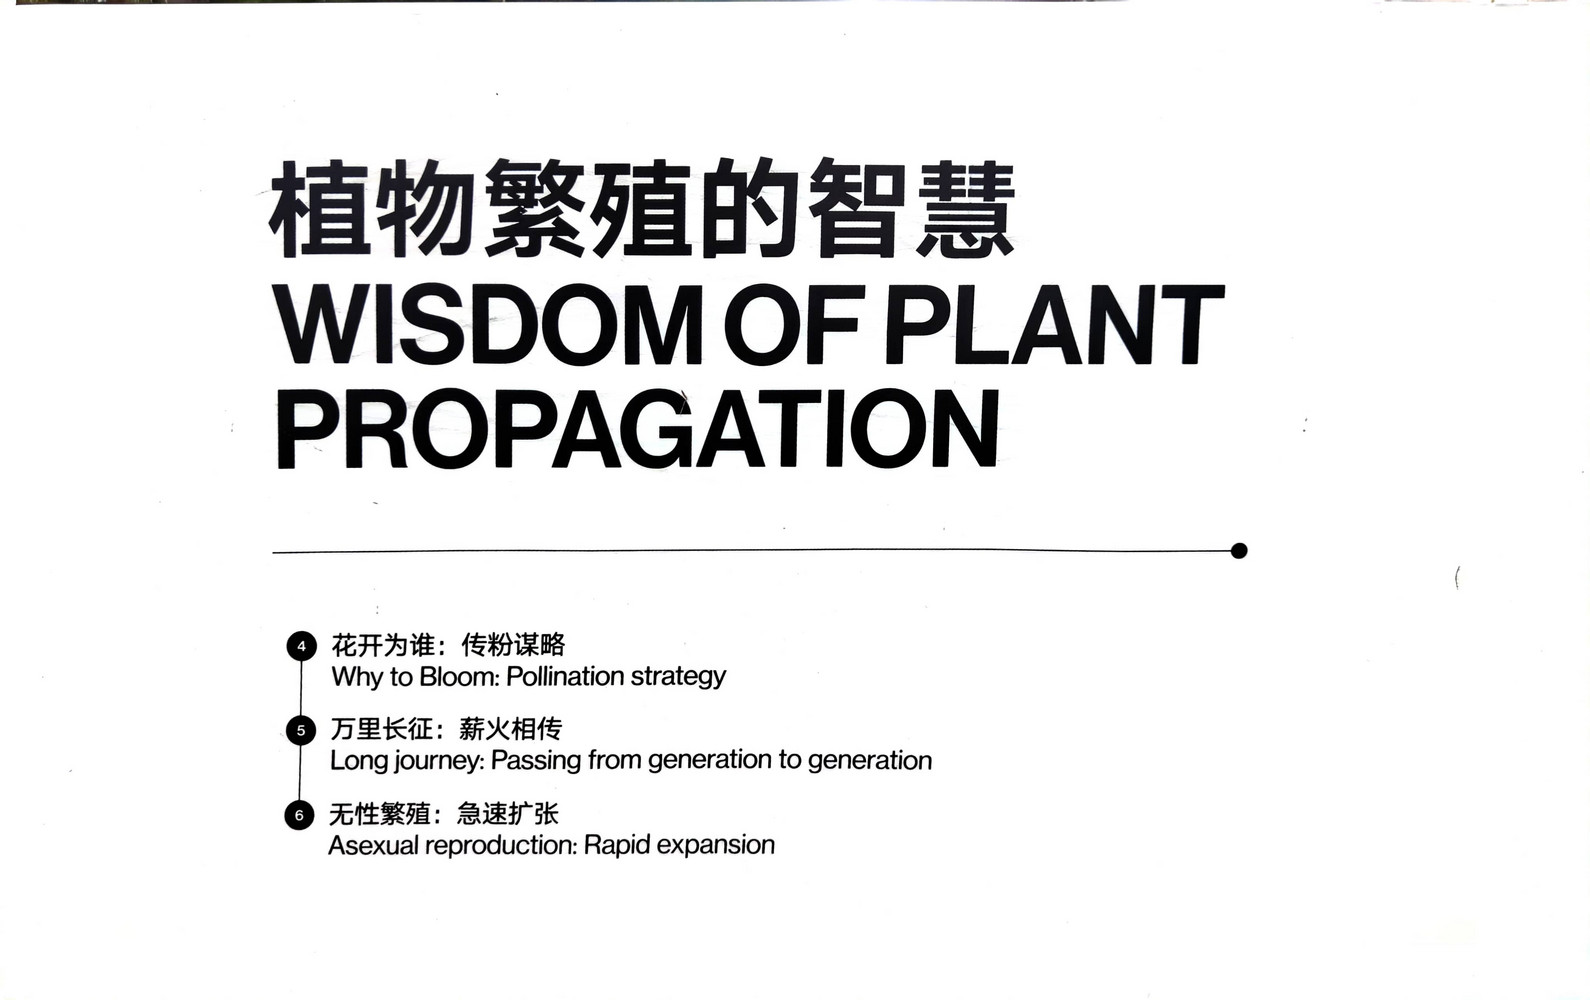 植物繁殖的智慧
WISDOM OF PLANT
PROPAGATION
4 花开为谁：传粉谋略
Why to Bloom: Pollination strategy
5 万里长征：薪火相传
Long journey: Passing from generation to generation
6 无性繁殖：急速扩张
Asexual reproduction: Rapid expansion